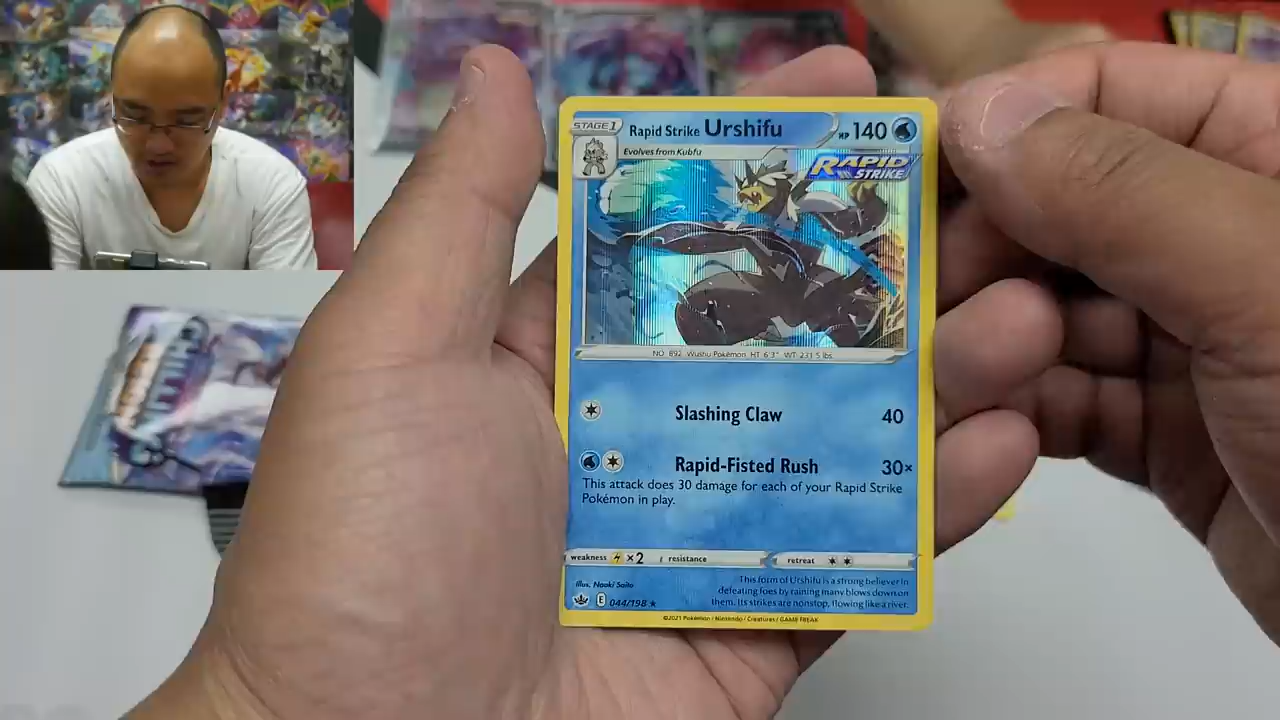 STAGE 1
Rapid Strike Urshifu
HP 140
Evolves from Kubfu
RAPID
STRIKE
NO. 892 Wushu Pokémon HT 6'3" WT 231.5 lbs.
Slashing Claw 40
Rapid-Fisted Rush 30×
This attack does 30 damage for each of your Rapid Strike
Pokémon in play.
weakness ×2 resistance retreat
Illus. Naoki Saito
E 044/198 ★
This form of Urshifu is a strong believer in
defeating foes by raining many blows down on
them. Its strikes are nonstop, flowing like a river.
©2021 Pokémon / Nintendo / Creatures / GAME FREAK
CHILLING